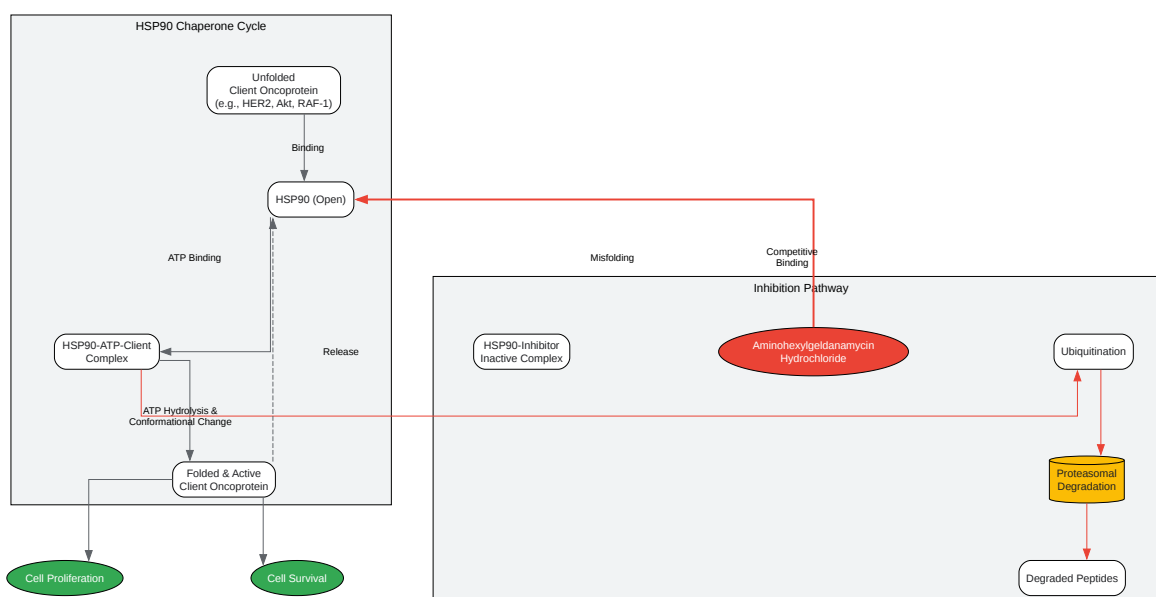 HSP90 Chaperone Cycle
Unfolded
Client Oncoprotein
(e.g., HER2, Akt, RAF-1)
Binding
HSP90 (Open)
ATP Binding
Misfolding
Competitive
Binding
Inhibition Pathway
HSP90-ATP-Client
Complex
Release
HSP90-Inhibitor
Inactive Complex
Aminohexylgeldanamycin
Hydrochloride
Ubiquitination
ATP Hydrolysis &
Conformational Change
Folded & Active
Client Oncoprotein
Proteasomal
Degradation
Cell Proliferation
Cell Survival
Degraded Peptides